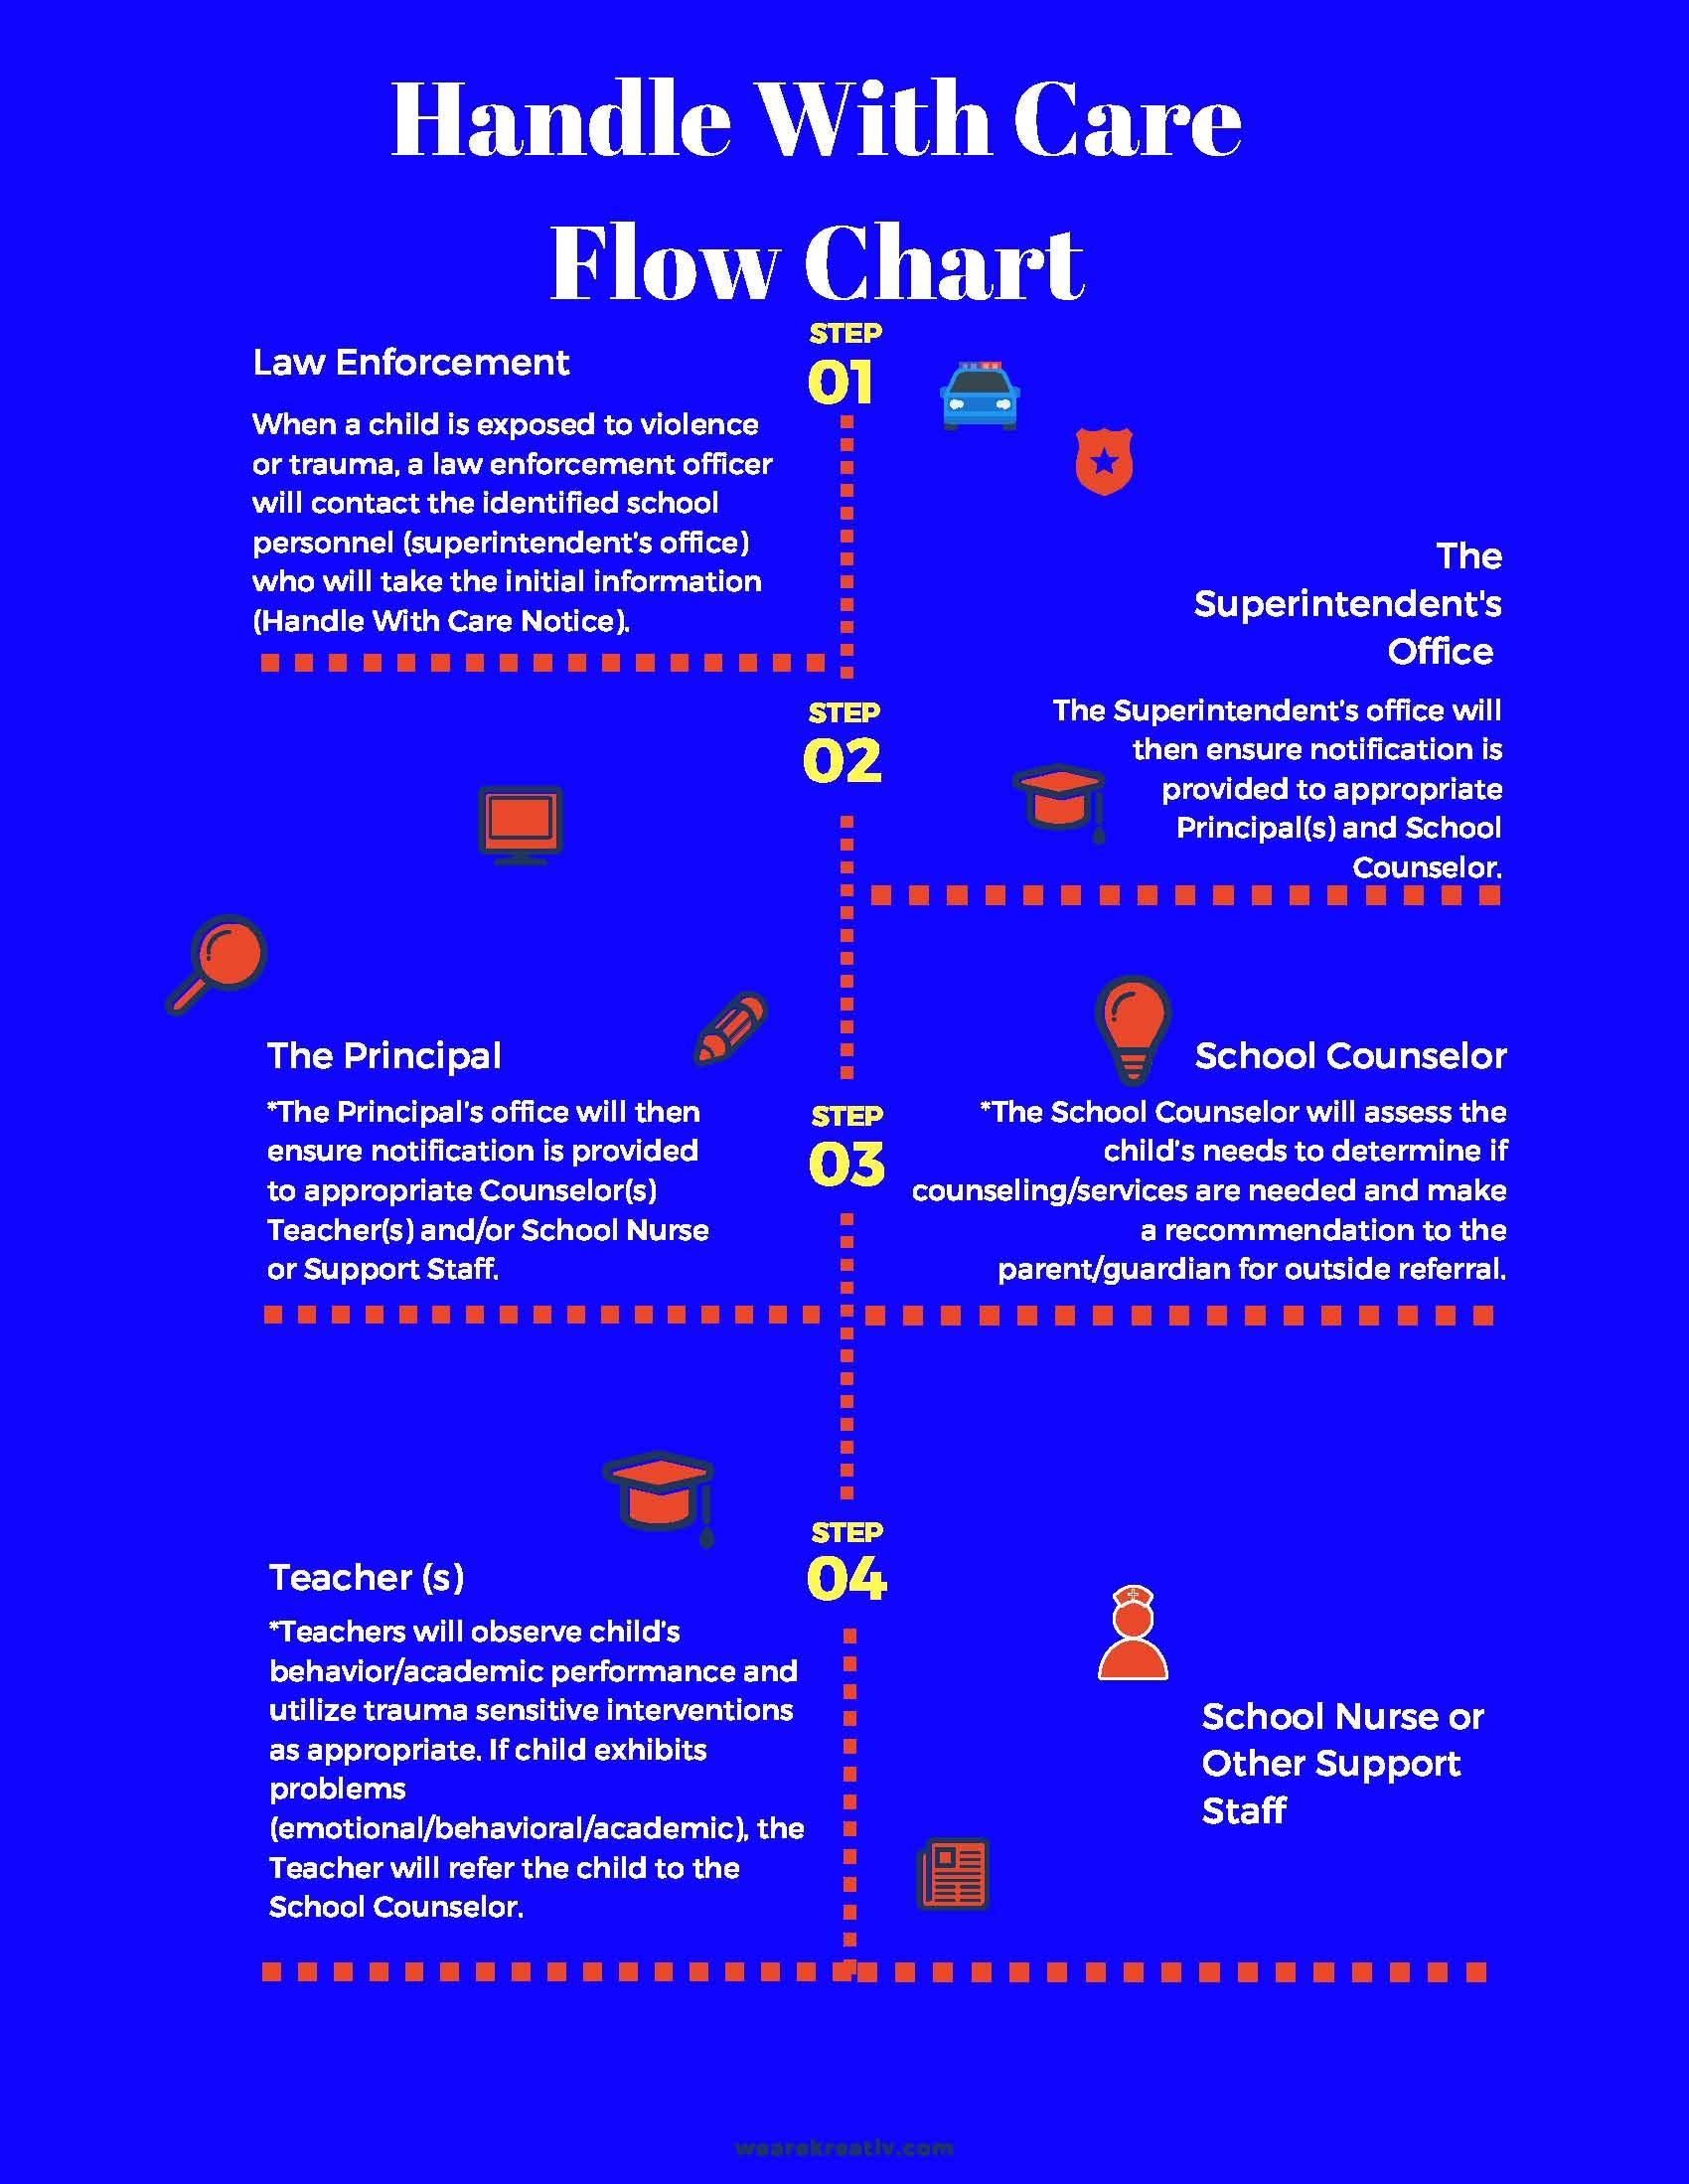 Handle With Care
Flow Chart
STEP
01
Law Enforcement
When a child is exposed to violence
or trauma, a law enforcement officer
will contact the identified school
personnel (superintendent's office)
who will take the initial information
(Handle With Care Notice).
STEP
02
The
Superintendent's
Office
The Superintendent's office will
then ensure notification is
provided to appropriate
Principal(s) and School
Counselor.
STEP
03
The Principal
*The Principal's office will then
ensure notification is provided
to appropriate Counselor(s)
Teacher(s) and/or School Nurse
or Support Staff.
School Counselor
*The School Counselor will assess the
child's needs to determine if
counseling/services are needed and make
a recommendation to the
parent/guardian for outside referral.
STEP
04
Teacher (s)
*Teachers will observe child's
behavior/academic performance and
utilize trauma sensitive interventions
as appropriate. If child exhibits
problems
(emotional/behavioral/academic), the
Teacher will refer the child to the
School Counselor.
School Nurse or
Other Support
Staff
wearekreativ.com